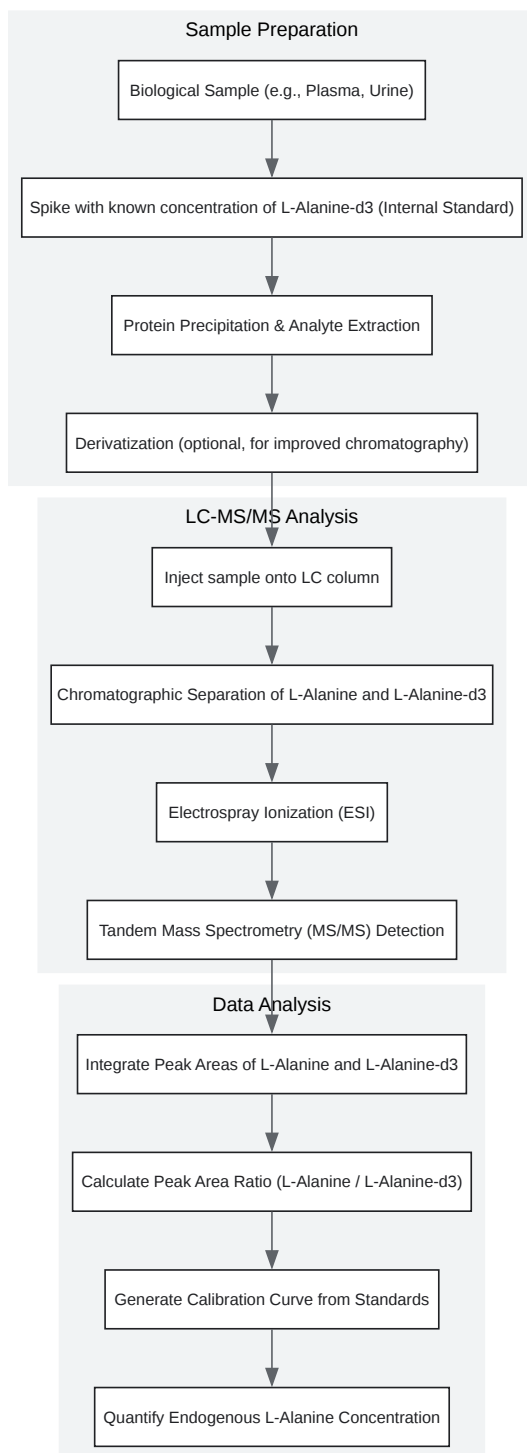 Sample Preparation
Biological Sample (e.g., Plasma, Urine)
Spike with known concentration of L-Alanine-d3 (Internal Standard)
Protein Precipitation & Analyte Extraction
Derivatization (optional, for improved chromatography)
LC-MS/MS Analysis
Inject sample onto LC column
Chromatographic Separation of L-Alanine and L-Alanine-d3
Electrospray Ionization (ESI)
Tandem Mass Spectrometry (MS/MS) Detection
Data Analysis
Integrate Peak Areas of L-Alanine and L-Alanine-d3
Calculate Peak Area Ratio (L-Alanine / L-Alanine-d3)
Generate Calibration Curve from Standards
Quantify Endogenous L-Alanine Concentration